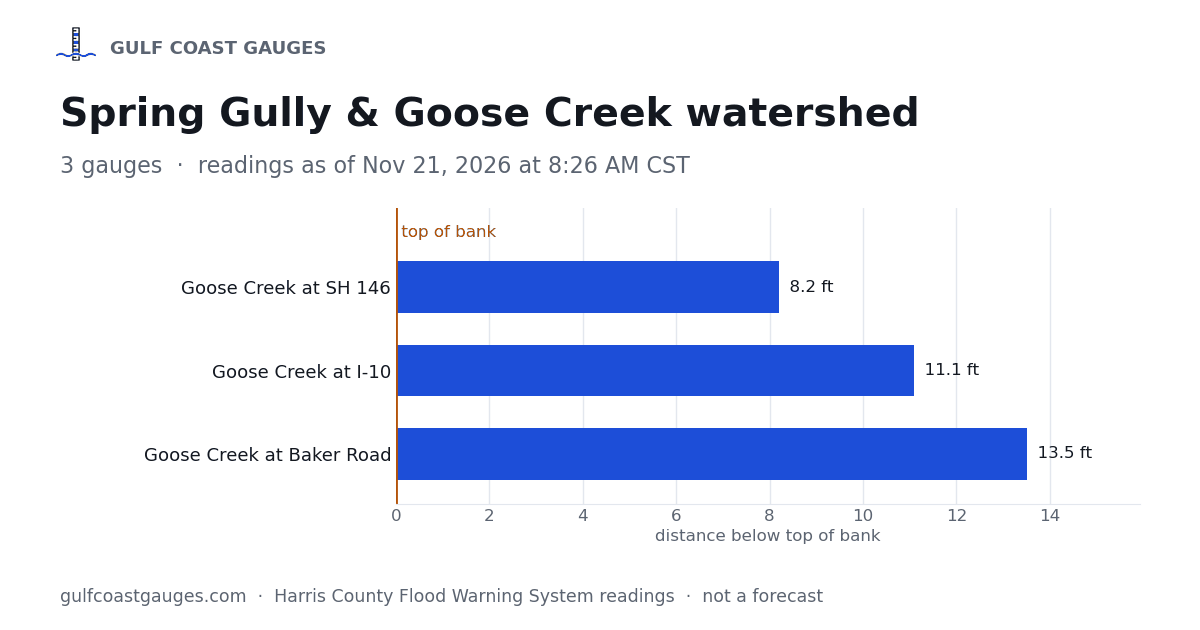 GULF COAST GAUGES
Spring Gully & Goose Creek watershed
3 gauges · readings as of Nov 21, 2026 at 8:26 AM CST
top of bank
Goose Creek at SH 146 8.2 ft
Goose Creek at I-10 11.1 ft
Goose Creek at Baker Road 13.5 ft
0 2 4 6 8 10 12 14
distance below top of bank
gulfcoastgauges.com · Harris County Flood Warning System readings · not a forecast